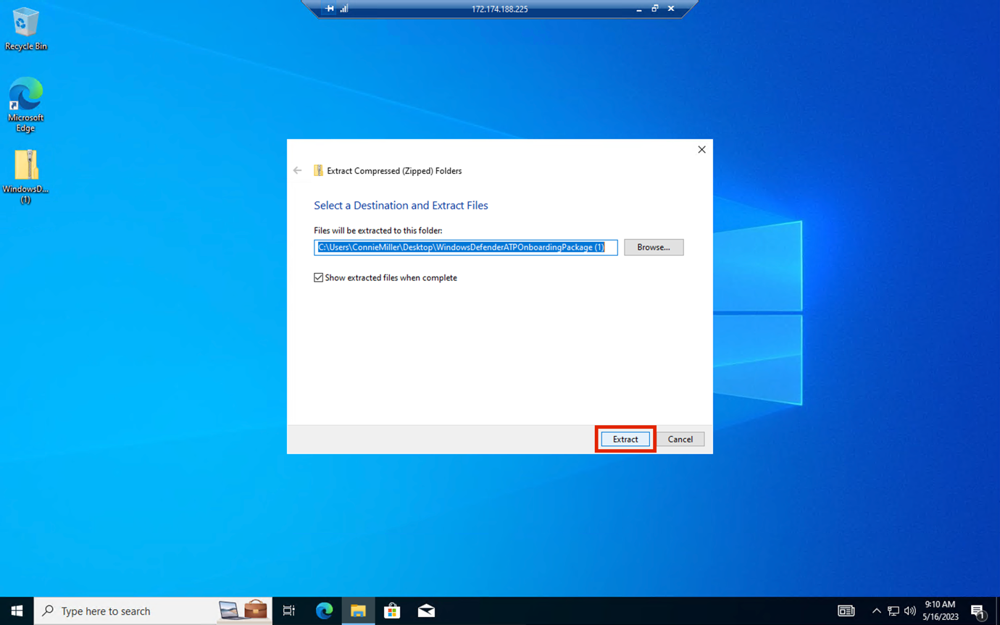 172.174.188.225
Recycle Bin
Microsoft
Edge
WindowsD...
(1)
Extract Compressed (Zipped) Folders
Select a Destination and Extract Files
Files will be extracted to this folder:
C:\Users\ConnieMiller\Desktop\WindowsDefenderATPOnboardingPackage (1)
Browse...
Show extracted files when complete
Extract
Cancel
Type here to search
9:10 AM
5/16/2023
1